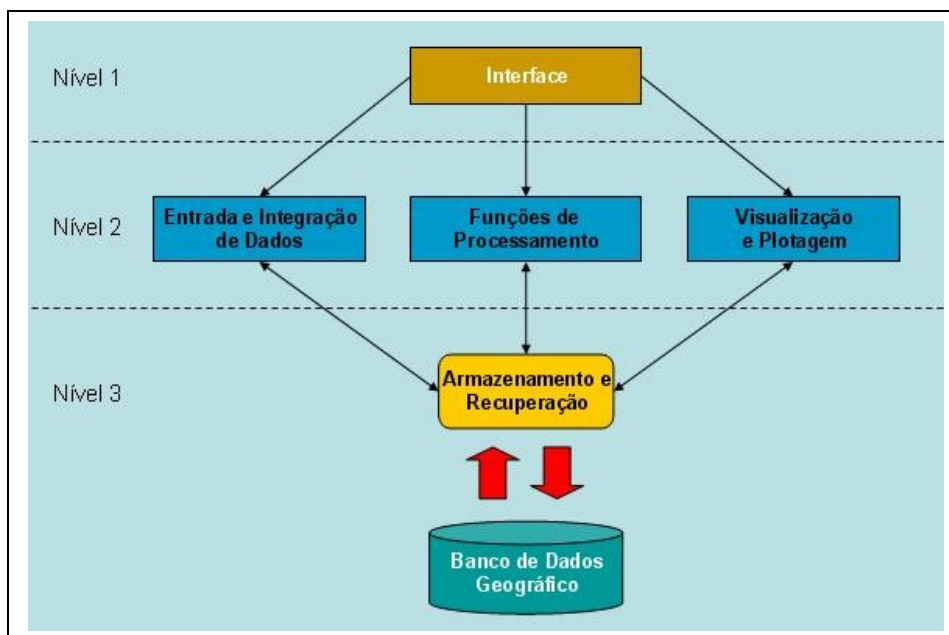 Nível 1
Interface
Nível 2
Entrada e Integração
de Dados
Funções de
Processamento
Visualização
e Plotagem
Nível 3
Armazenamento e
Recuperação
Banco de Dados
Geográfico